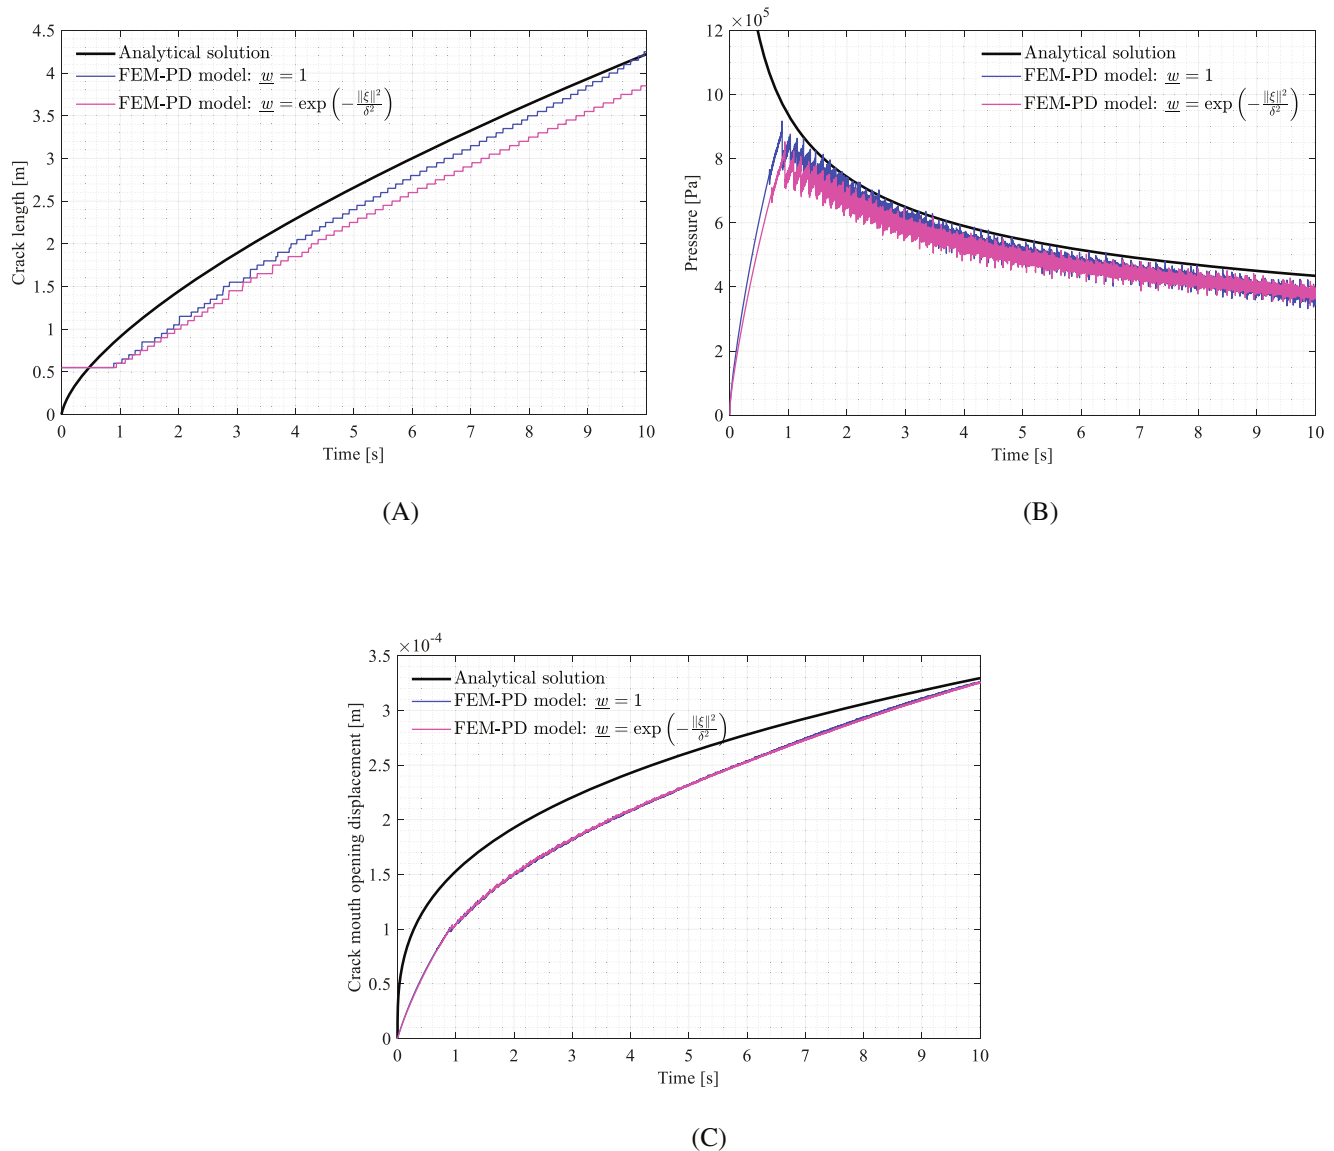 4.5
4
3.5
3
2.5
2
1.5
1
0.5
0
Crack length [m]
Analytical solution
FEM-PD model: w = 1
FEM-PD model: w = exp(−‖ξ‖²/δ²)
0 1 2 3 4 5 6 7 8 9 10
Time [s]
(A)
×10⁵
12
10
8
6
4
2
0
Pressure [Pa]
Analytical solution
FEM-PD model: w = 1
FEM-PD model: w = exp(−‖ξ‖²/δ²)
0 1 2 3 4 5 6 7 8 9 10
Time [s]
(B)
×10⁻⁴
3.5
3
2.5
2
1.5
1
0.5
0
Crack mouth opening displacement [m]
Analytical solution
FEM-PD model: w = 1
FEM-PD model: w = exp(−‖ξ‖²/δ²)
0 1 2 3 4 5 6 7 8 9 10
Time [s]
(C)